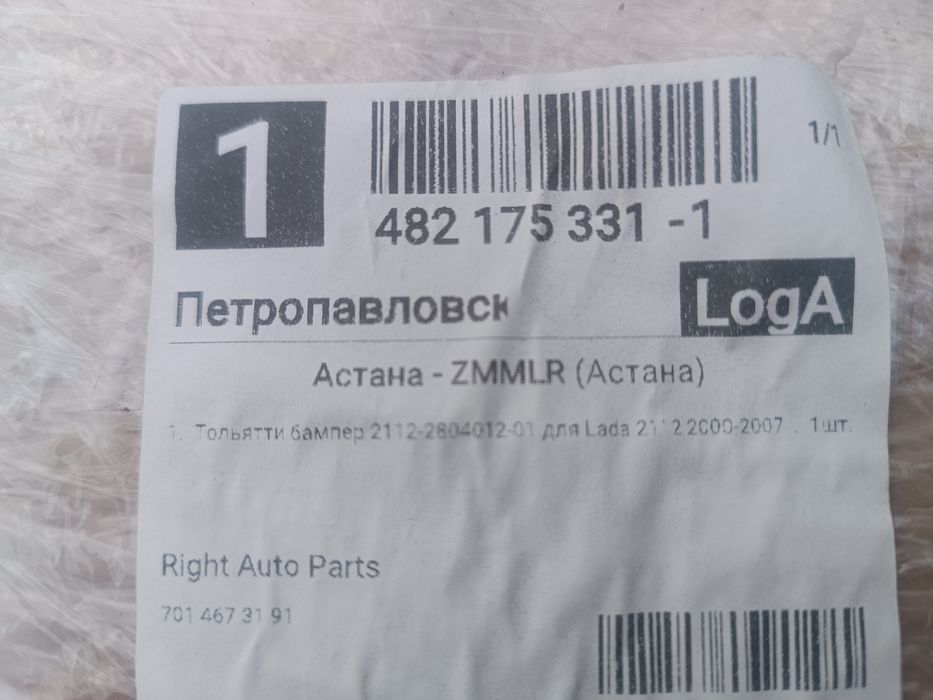 1
1/1
482 175 331 -1
Петропавловск
LogA
Астана - ZMMLR (Астана)
1. Тольятти бампер 2112-2804012-01 для Lada 2112 2000-2007 . 1шт.
Right Auto Parts
701 467 31 91